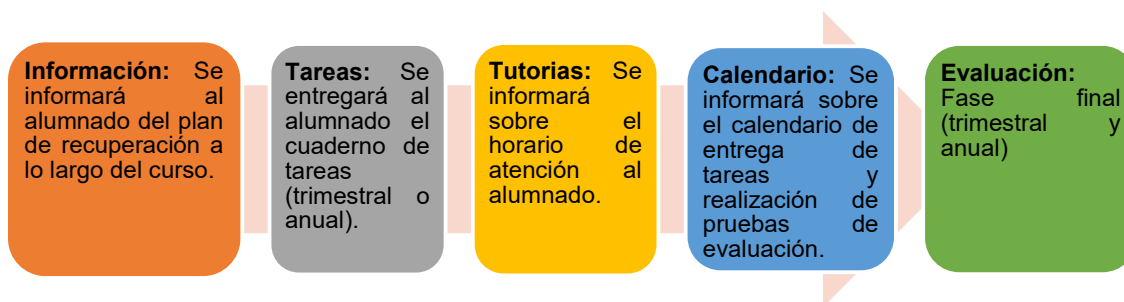 Información: Se
informará al
alumnado del plan
de recuperación a
lo largo del curso.
Tareas: Se
entregará al
alumnado el
cuaderno de
tareas
(trimestral o
anual).
Tutorias: Se
informará
sobre el
horario de
atención al
alumnado.
Calendario: Se
informará sobre
el calendario de
entrega de
tareas y
realización de
pruebas de
evaluación.
Evaluación:
Fase final
(trimestral y
anual)